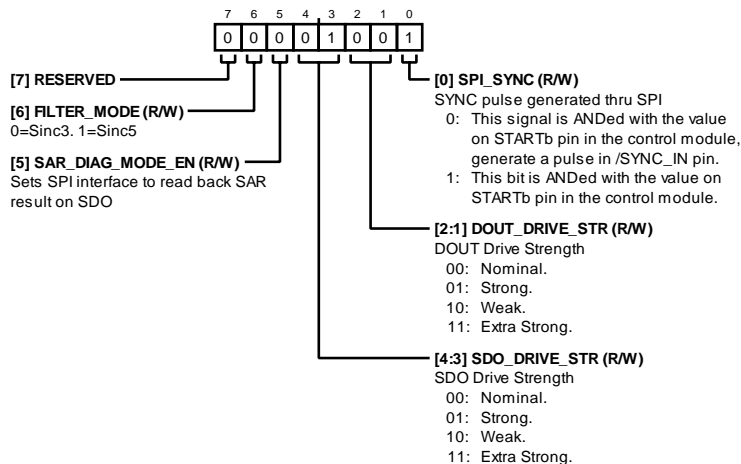 7 6 5 4 3 2 1 0
0 0 0 0 1 0 0 1
[7] RESERVED
[6] FILTER_MODE (R/W)
0=Sinc3. 1=Sinc5
[5] SAR_DIAG_MODE_EN (R/W)
Sets SPI interface to read back SAR
result on SDO
[0] SPI_SYNC (R/W)
SYNC pulse generated thru SPI
0: This signal is ANDed with the value
on STARTb pin in the control module,
generate a pulse in /SYNC_IN pin.
1: This bit is ANDed with the value on
STARTb pin in the control module.
[2:1] DOUT_DRIVE_STR (R/W)
DOUT Drive Strength
00: Nominal.
01: Strong.
10: Weak.
11: Extra Strong.
[4:3] SDO_DRIVE_STR (R/W)
SDO Drive Strength
00: Nominal.
01: Strong.
10: Weak.
11: Extra Strong.